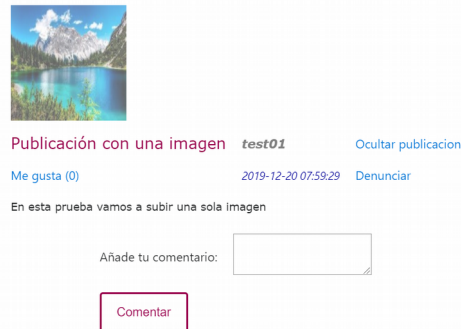 Publicación con una imagen test01 Ocultar publicacion
Me gusta (0) 2019-12-20 07:59:29 Denunciar
En esta prueba vamos a subir una sola imagen
Añade tu comentario:
Comentar